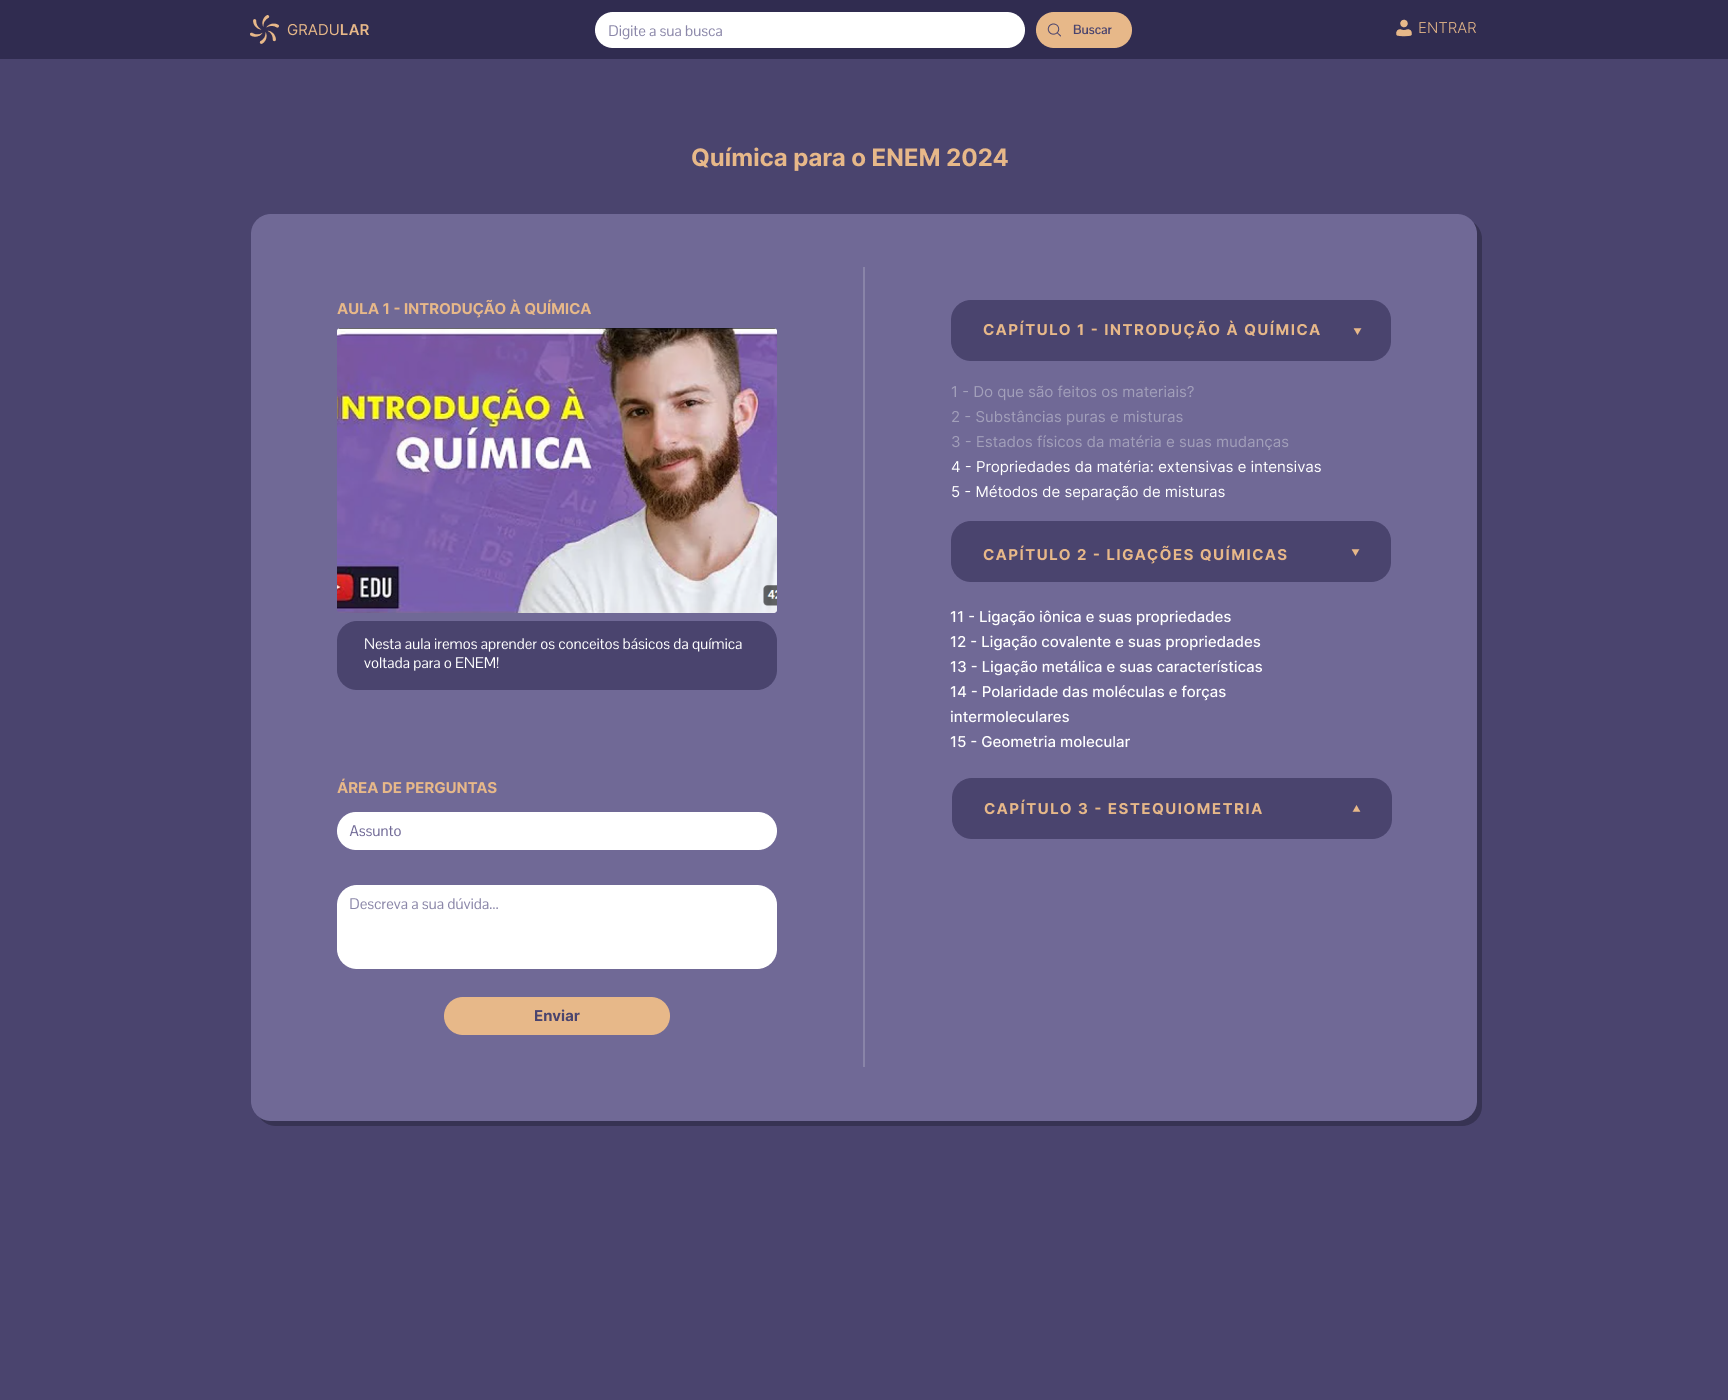 GRADULAR
Digite a sua busca
Buscar
ENTRAR
Química para o ENEM 2024
AULA 1 - INTRODUÇÃO À QUÍMICA
NTRODUÇÃO À
QUÍMICA
Au
110
Mt Ds
EDU
Nesta aula iremos aprender os conceitos básicos da química
voltada para o ENEM!
ÁREA DE PERGUNTAS
Assunto
Descreva a sua dúvida...
Enviar
CAPÍTULO 1 - INTRODUÇÃO À QUÍMICA ▼
1 - Do que são feitos os materiais?
2 - Substâncias puras e misturas
3 - Estados físicos da matéria e suas mudanças
4 - Propriedades da matéria: extensivas e intensivas
5 - Métodos de separação de misturas
CAPÍTULO 2 - LIGAÇÕES QUÍMICAS ▼
11 - Ligação iônica e suas propriedades
12 - Ligação covalente e suas propriedades
13 - Ligação metálica e suas características
14 - Polaridade das moléculas e forças
intermoleculares
15 - Geometria molecular
CAPÍTULO 3 - ESTEQUIOMETRIA ▲